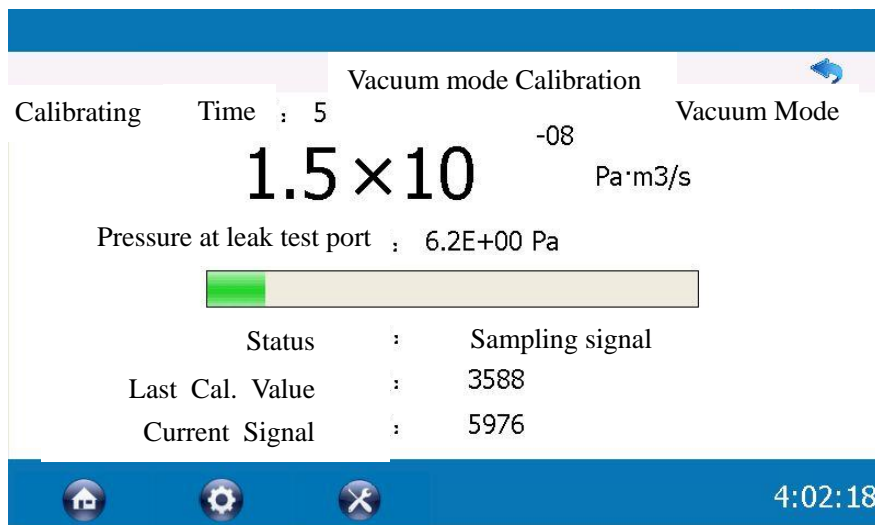 Vacuum mode Calibration
Calibrating Time : 5 Vacuum Mode
1.5×10-08 Pa·m3/s
Pressure at leak test port : 6.2E+00 Pa
Status : Sampling signal
Last Cal. Value : 3588
Current Signal : 5976
4:02:18